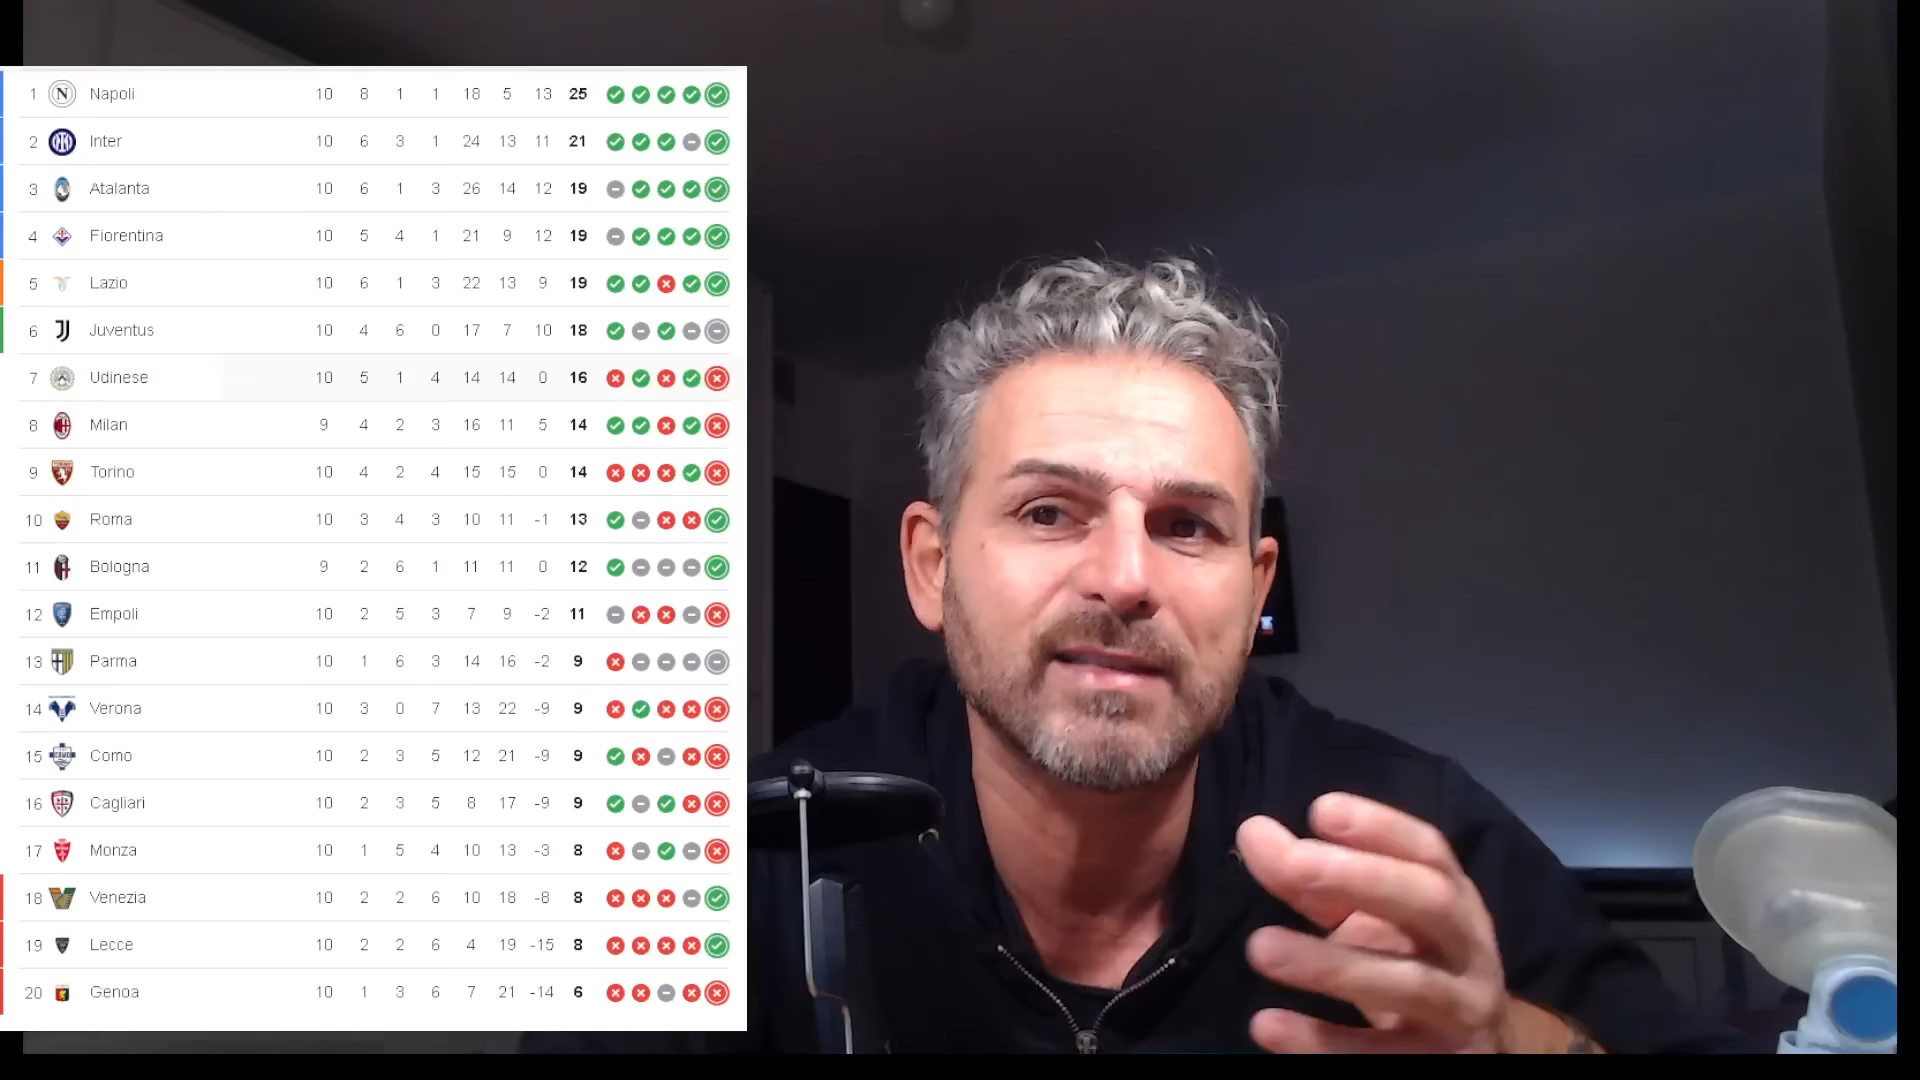 1 Napoli 10 8 1 1 18 5 13 25
2 Inter 10 6 3 1 24 13 11 21
3 Atalanta 10 6 1 3 26 14 12 19
4 Fiorentina 10 5 4 1 21 9 12 19
5 Lazio 10 6 1 3 22 13 9 19
6 Juventus 10 4 6 0 17 7 10 18
7 Udinese 10 5 1 4 14 14 0 16
8 Milan 9 4 2 3 16 11 5 14
9 Torino 10 4 2 4 15 15 0 14
10 Roma 10 3 4 3 10 11 -1 13
11 Bologna 9 2 6 1 11 11 0 12
12 Empoli 10 2 5 3 7 9 -2 11
13 Parma 10 1 6 3 14 16 -2 9
14 Verona 10 3 0 7 13 22 -9 9
15 Como 10 2 3 5 12 21 -9 9
16 Cagliari 10 2 3 5 8 17 -9 9
17 Monza 10 1 5 4 10 13 -3 8
18 Venezia 10 2 2 6 10 18 -8 8
19 Lecce 10 2 2 6 4 19 -15 8
20 Genoa 10 1 3 6 7 21 -14 6